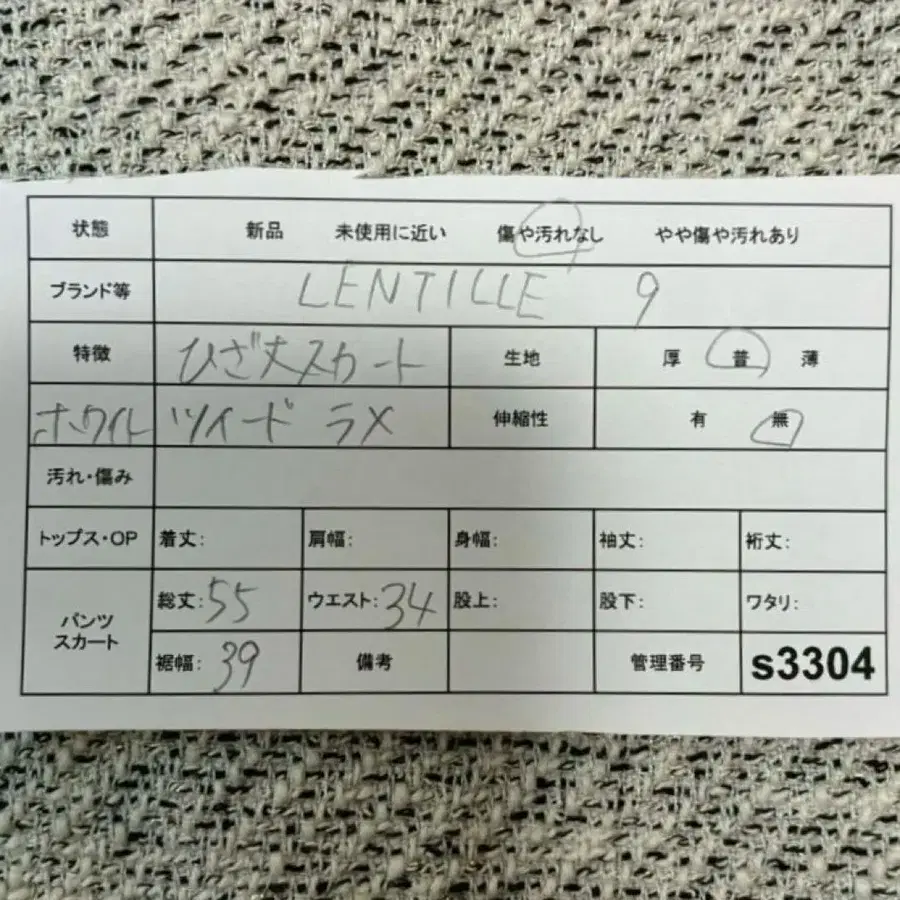 状態 新品 未使用に近い 傷や汚れなし やや傷や汚れあり
ブランド等 LENTILLE 9
特徴 ひざ丈スカート 生地 厚 普 薄
ホワイト ツイード ラメ 伸縮性 有 無
汚れ・傷み
トップス・OP 着丈: 肩幅: 身幅: 袖丈: 裄丈:
パンツ スカート 総丈:55 ウエスト:34 股上: 股下: ワタリ:
裾幅:39 備考 管理番号 s3304